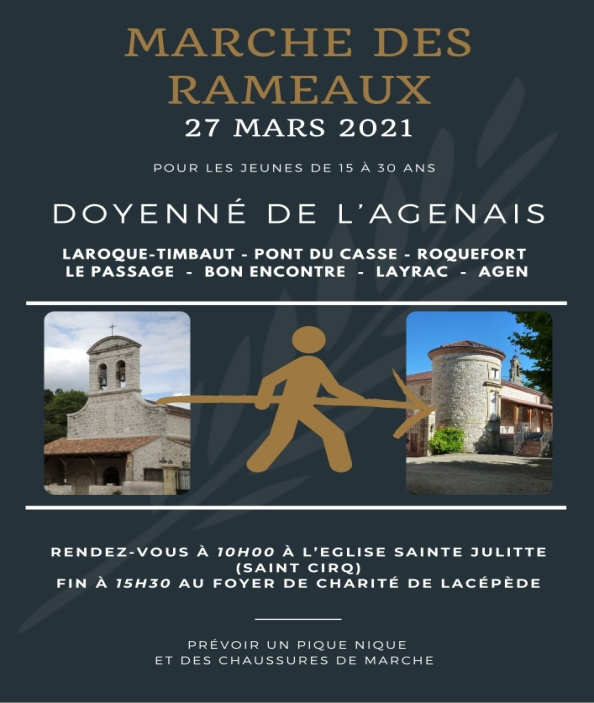 MARCHE DES
RAMEAUX
27 MARS 2021
POUR LES JEUNES DE 15 À 30 ANS
DOYENNÉ DE L'AGENAIS
LAROQUE-TIMBAUT - PONT DU CASSE - ROQUEFORT
LE PASSAGE - BON ENCONTRE - LAYRAC - AGEN
RENDEZ-VOUS À 10H00 À L'EGLISE SAINTE JULITTE
(SAINT CIRQ)
FIN À 15H30 AU FOYER DE CHARITÉ DE LACÉPÈDE
PRÉVOIR UN PIQUE NIQUE
ET DES CHAUSSURES DE MARCHE